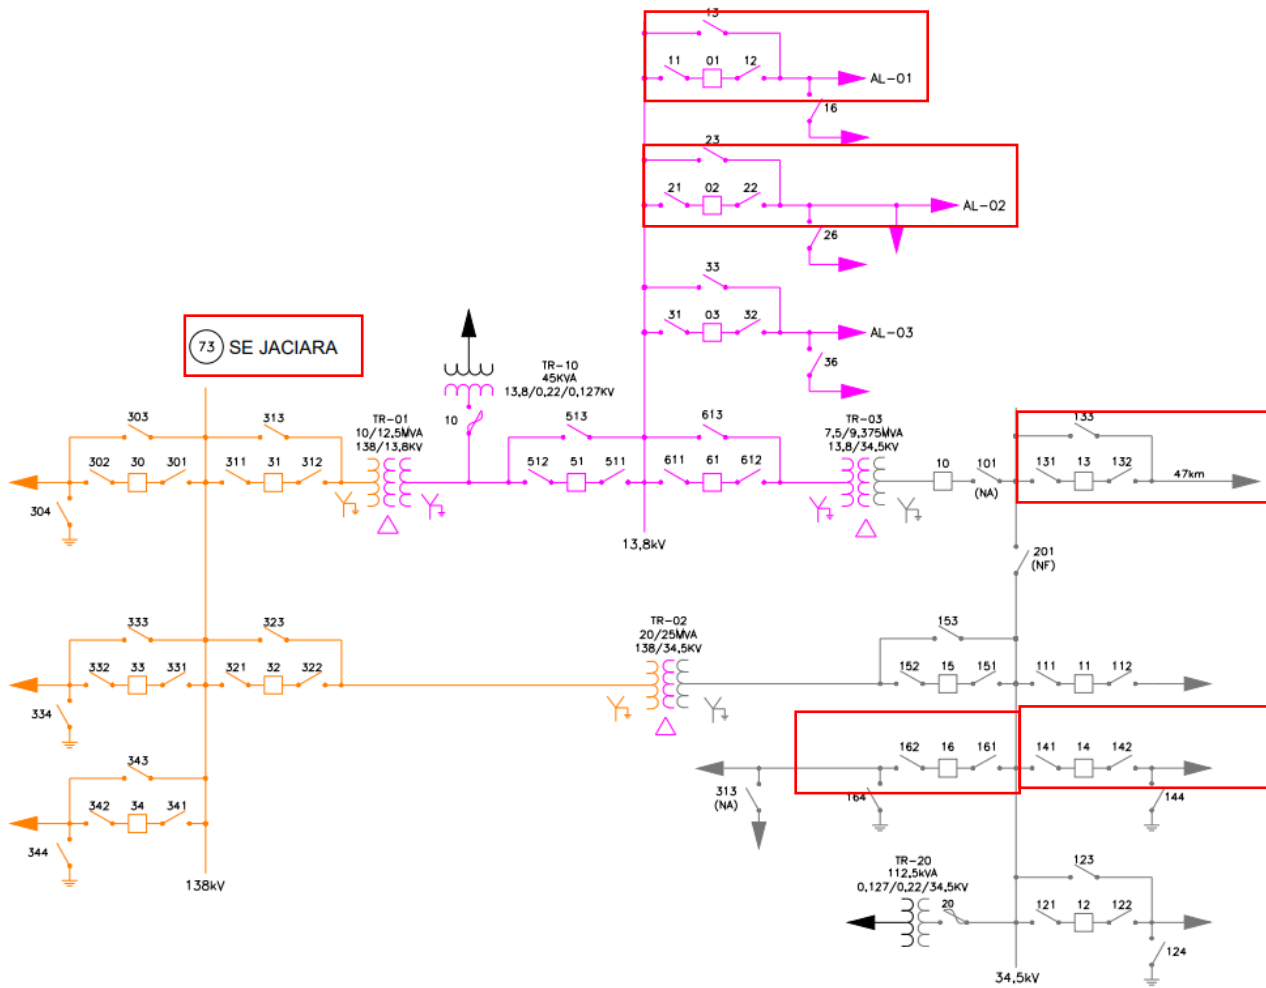 13
11 01 12
AL-01
16
23
21 02 22
AL-02
26
33
31 03 32
AL-03
36
73 SE JACIARA
TR-10
45KVA
13,8/0,22/0,127KV
10
303
302 30 301
304
313
311 31 312
TR-01
10/12,5MVA
138/13,8KV
513
512 51 511
613
611 61 612
13,8kV
TR-03
7,5/9,375MVA
13,8/34,5KV
10
101
(NA)
133
131 13 132
47km
201
(NF)
333
332 33 331
334
323
321 32 322
TR-02
20/25MVA
138/34,5KV
153
152 15 151
111 11 112
343
342 34 341
344
138kV
313
(NA)
162 16 161
164
141 14 142
144
TR-20
112,5kVA
0,127/0,22/34,5KV
20
123
121 12 122
124
34,5kV